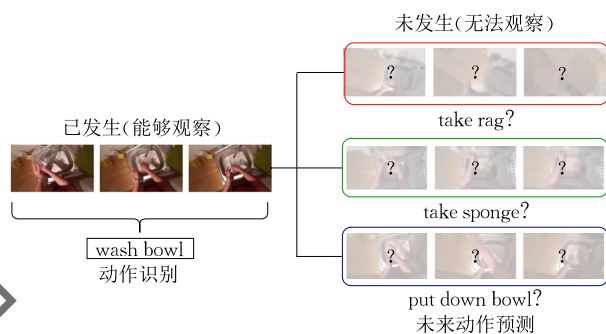 未发生(无法观察)
? ? ?
take rag?
已发生(能够观察)
? ? ?
take sponge?
wash bowl
动作识别
? ? ?
put down bowl?
未来动作预测